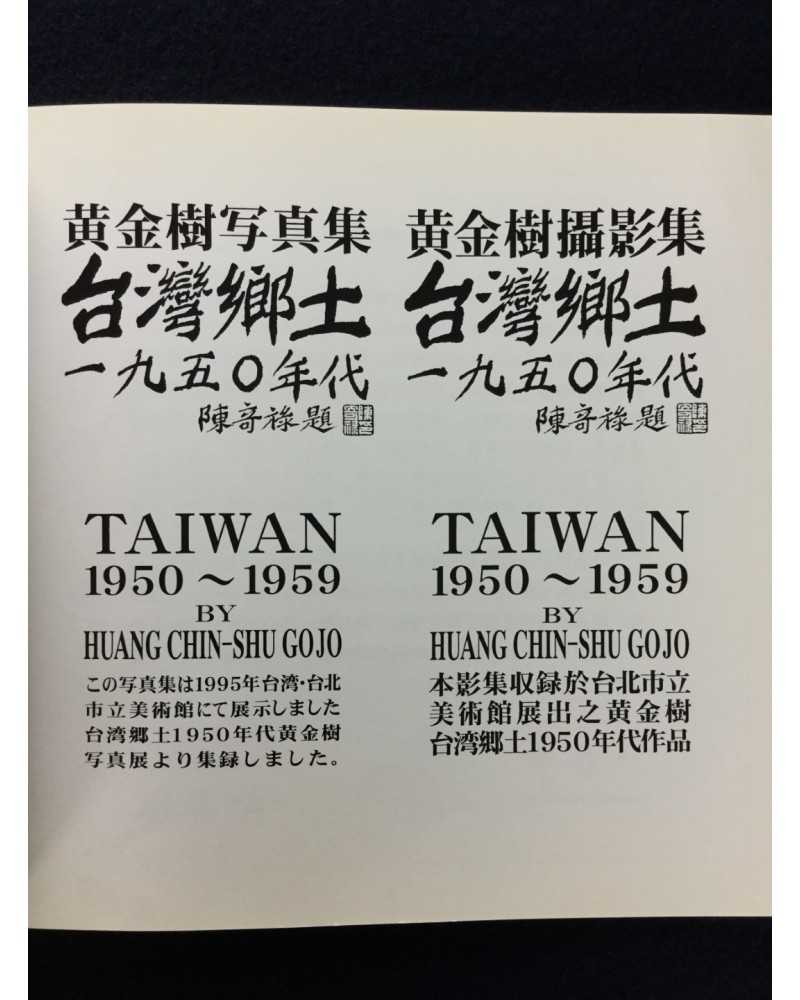 黄金樹写真集
台灣鄉土
一九五〇年代
陳奇祿題
TAIWAN
1950～1959
BY
HUANG CHIN-SHU GOJO
この写真集は1995年台湾・台北
市立美術館にて展示しました
台湾郷土1950年代黄金樹
写真展より集録しました。
黄金樹攝影集
台灣鄉土
一九五〇年代
陳奇祿題
TAIWAN
1950～1959
BY
HUANG CHIN-SHU GOJO
本影集収録於台北市立
美術館展出之黄金樹
台湾郷土1950年代作品